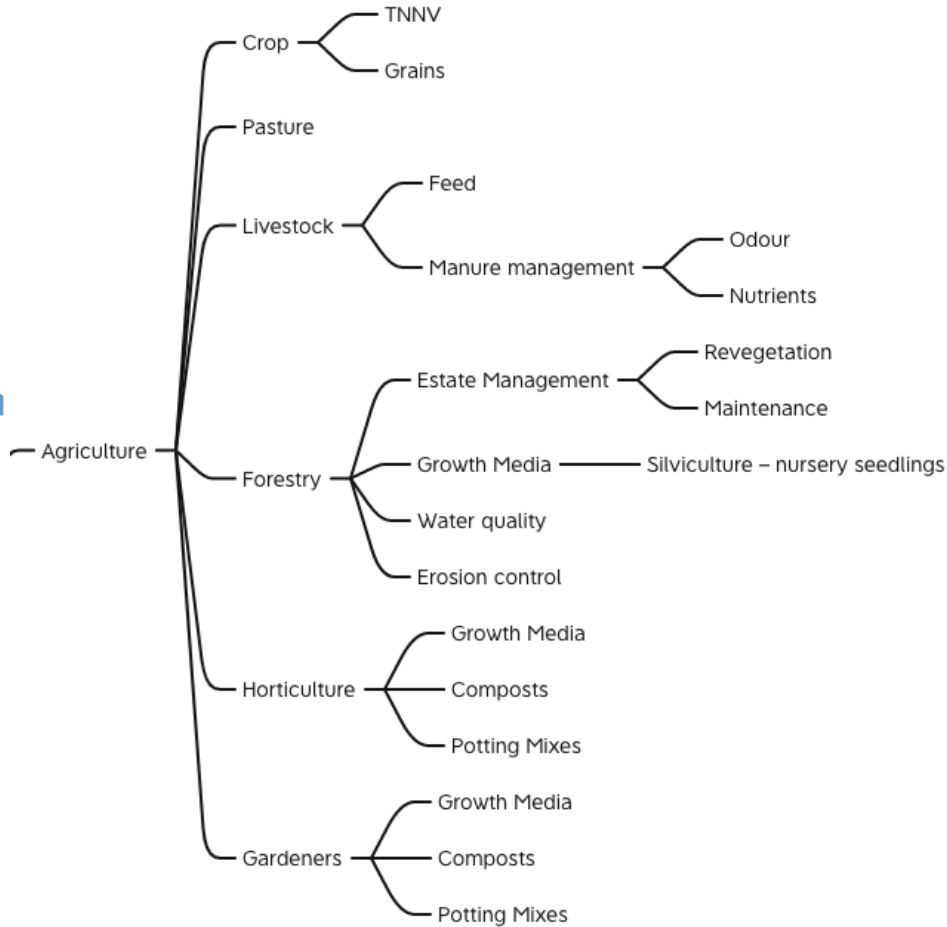 TNNV
Crop
Grains
Pasture
Feed
Livestock
Odour
Manure management
Nutrients
Revegetation
Estate Management
Maintenance
Agriculture
Growth Media
Silviculture – nursery seedlings
Forestry
Water quality
Erosion control
Growth Media
Horticulture
Composts
Potting Mixes
Growth Media
Gardeners
Composts
Potting Mixes